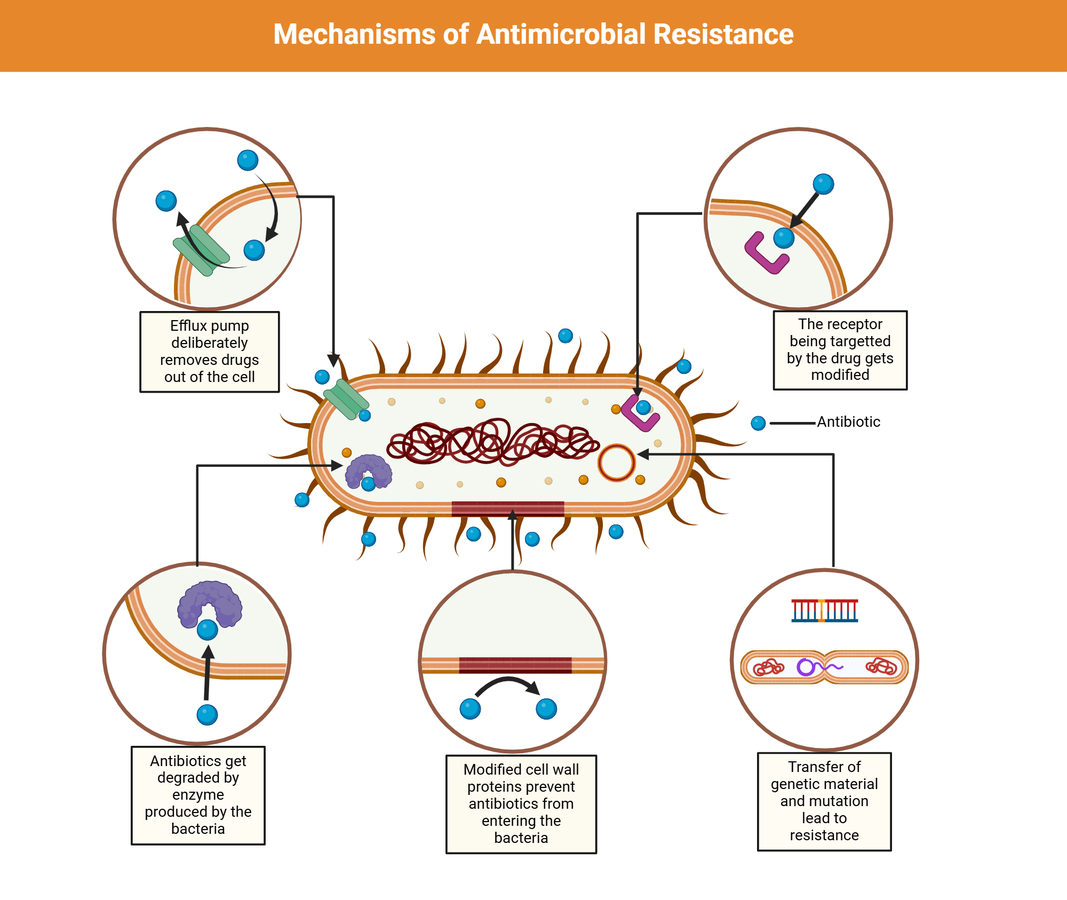 Mechanisms of Antimicrobial Resistance
Efflux pump
deliberately
removes drugs
out of the cell
The receptor
being targetted
by the drug gets
modified
Antibiotic
Antibiotics get
degraded by
enzyme
produced by the
bacteria
Modified cell wall
proteins prevent
antibiotics from
entering the
bacteria
Transfer of
genetic material
and mutation
lead to
resistance